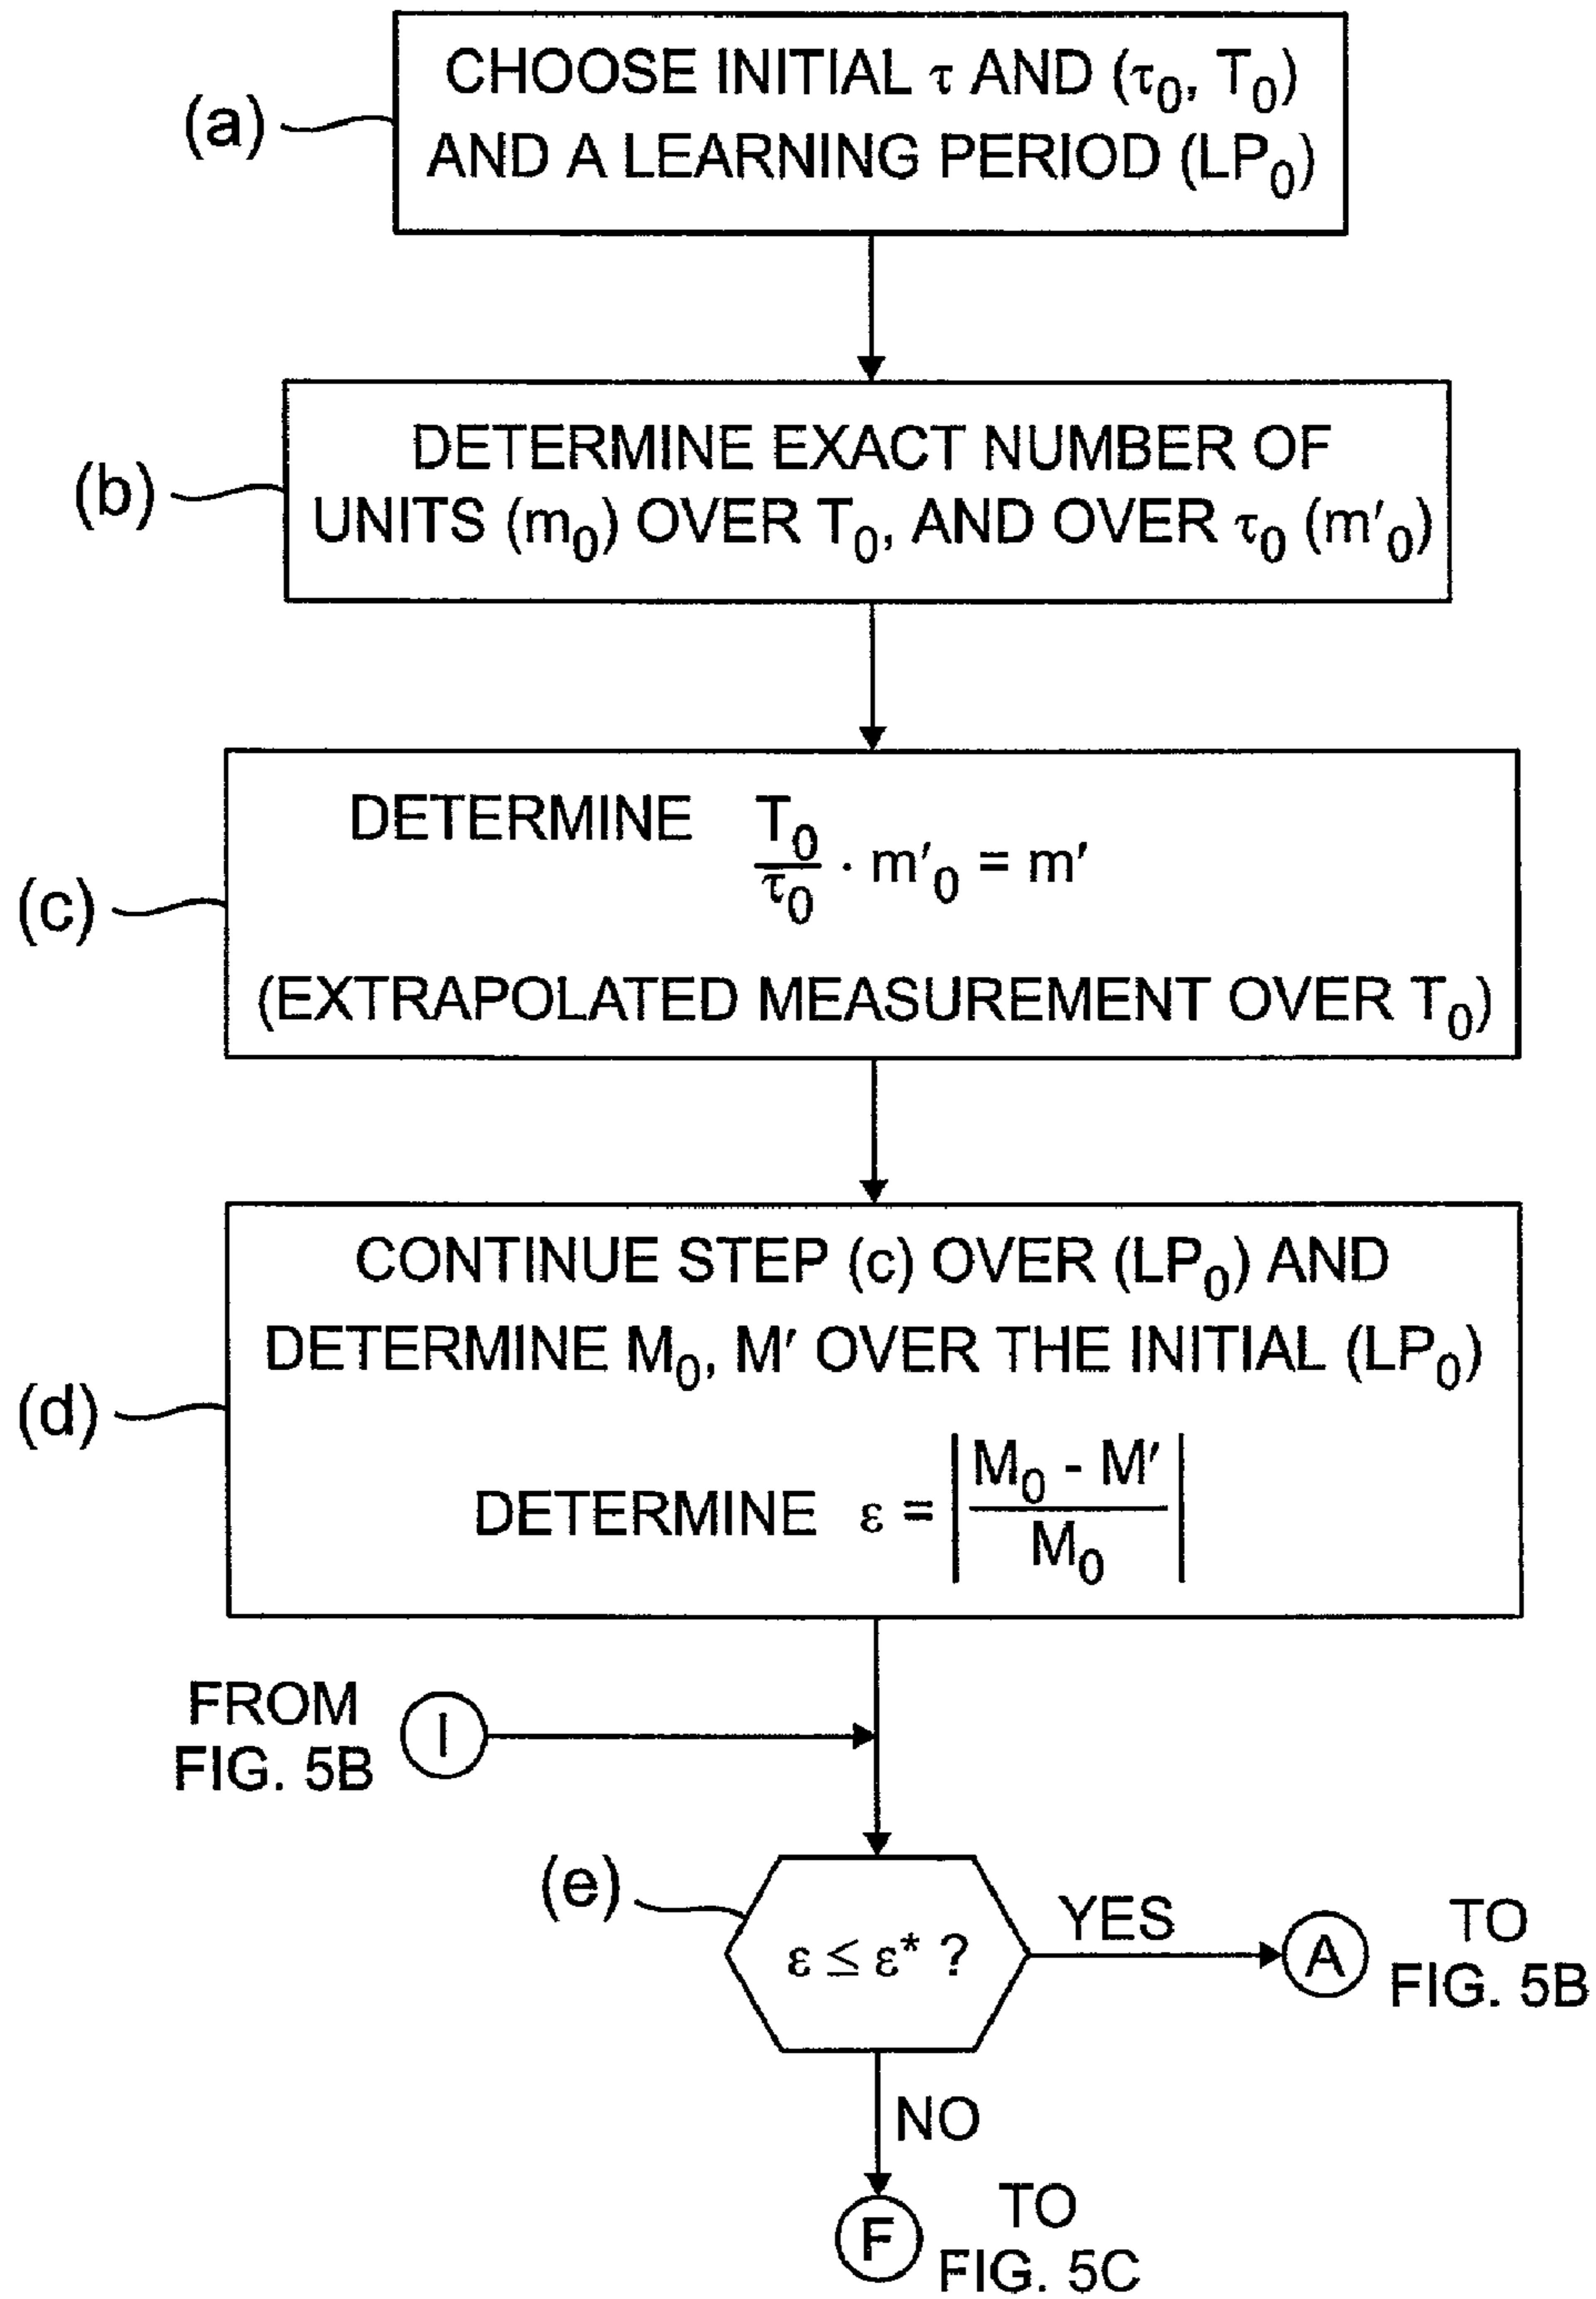 (a)
CHOOSE INITIAL τ AND (τ₀, T₀)
AND A LEARNING PERIOD (LP₀)
(b)
DETERMINE EXACT NUMBER OF
UNITS (m₀) OVER T₀, AND OVER τ₀ (m′₀)
(c)
DETERMINE T₀/τ₀ · m′₀ = m′
(EXTRAPOLATED MEASUREMENT OVER T₀)
(d)
CONTINUE STEP (c) OVER (LP₀) AND
DETERMINE M₀, M′ OVER THE INITIAL (LP₀)
DETERMINE ε = |(M₀ - M′)/M₀|
FROM
FIG. 5B
I
(e)
ε ≤ ε* ?
YES
A
TO
FIG. 5B
NO
F
TO
FIG. 5C